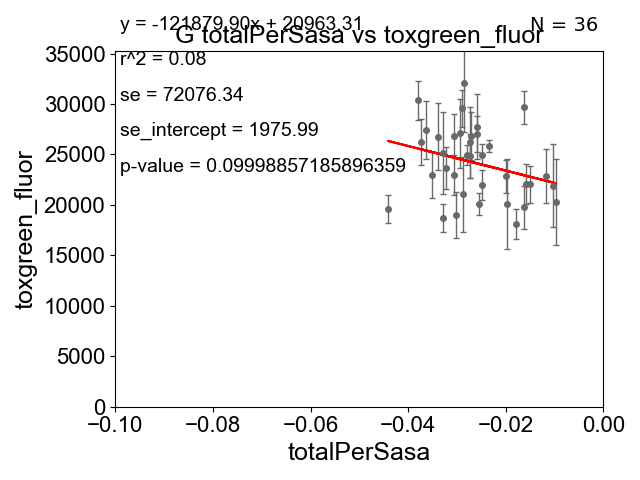 y = -121879.90x + 20963.31
N = 36
G totalPerSasa vs toxgreen_fluor
r^2 = 0.08
se = 72076.34
se_intercept = 1975.99
p-value = 0.09998857185896359
35000
30000
25000
20000
15000
10000
5000
0
toxgreen_fluor
−0.10 −0.08 −0.06 −0.04 −0.02 0.00
totalPerSasa